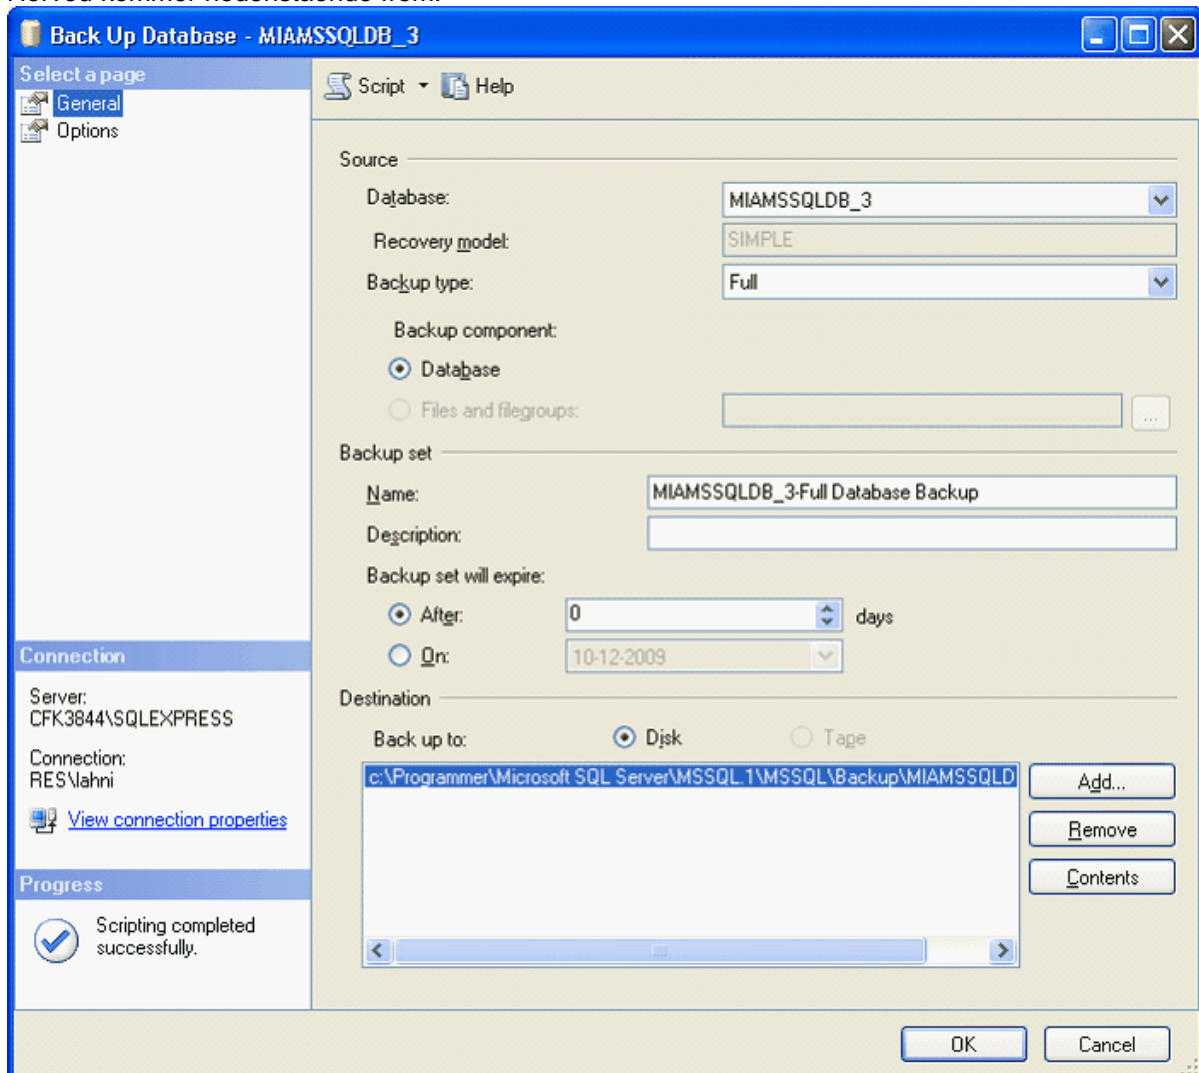 Back Up Database - MIAMSSQLDB_3
Select a page
General
Options
Script
Help
Source
Database:
MIAMSSQLDB_3
Recovery model:
SIMPLE
Backup type:
Full
Backup component:
Database
Files and filegroups:
...
Backup set
Name:
MIAMSSQLDB_3-Full Database Backup
Description:
Backup set will expire:
After:
0
days
On:
10-12-2009
Connection
Server:
CFK3844\SQLEXPRESS
Connection:
RES\lahni
View connection properties
Destination
Back up to:
Disk
Tape
c:\Programmer\Microsoft SQL Server\MSSQL.1\MSSQL\Backup\MIAMSSQLD
Add...
Remove
Contents
Progress
Scripting completed
successfully.
OK
Cancel